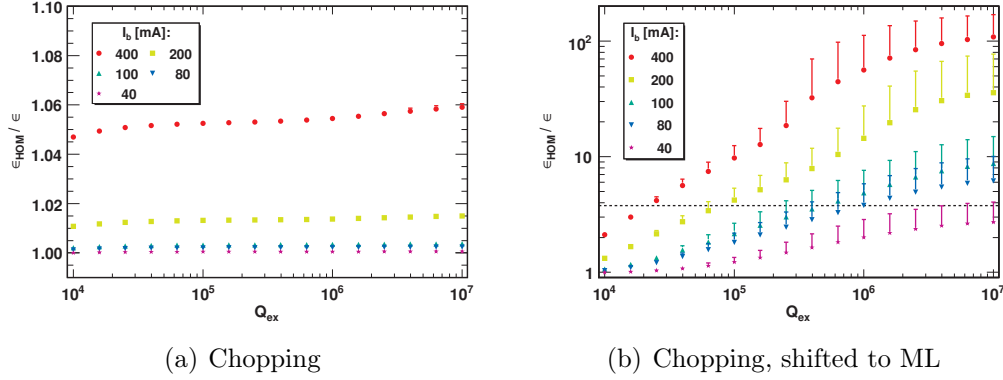 1.10
1.08
1.06
1.04
1.02
1.00
ϵHOM / ϵ
I_b [mA]:
400 200
100 80
40
10^4 10^5 10^6 10^7
Q_ex
(a) Chopping
10^2
10
1
ϵHOM / ϵ
I_b [mA]:
400
200
100
80
40
10^4 10^5 10^6 10^7
Q_ex
(b) Chopping, shifted to ML